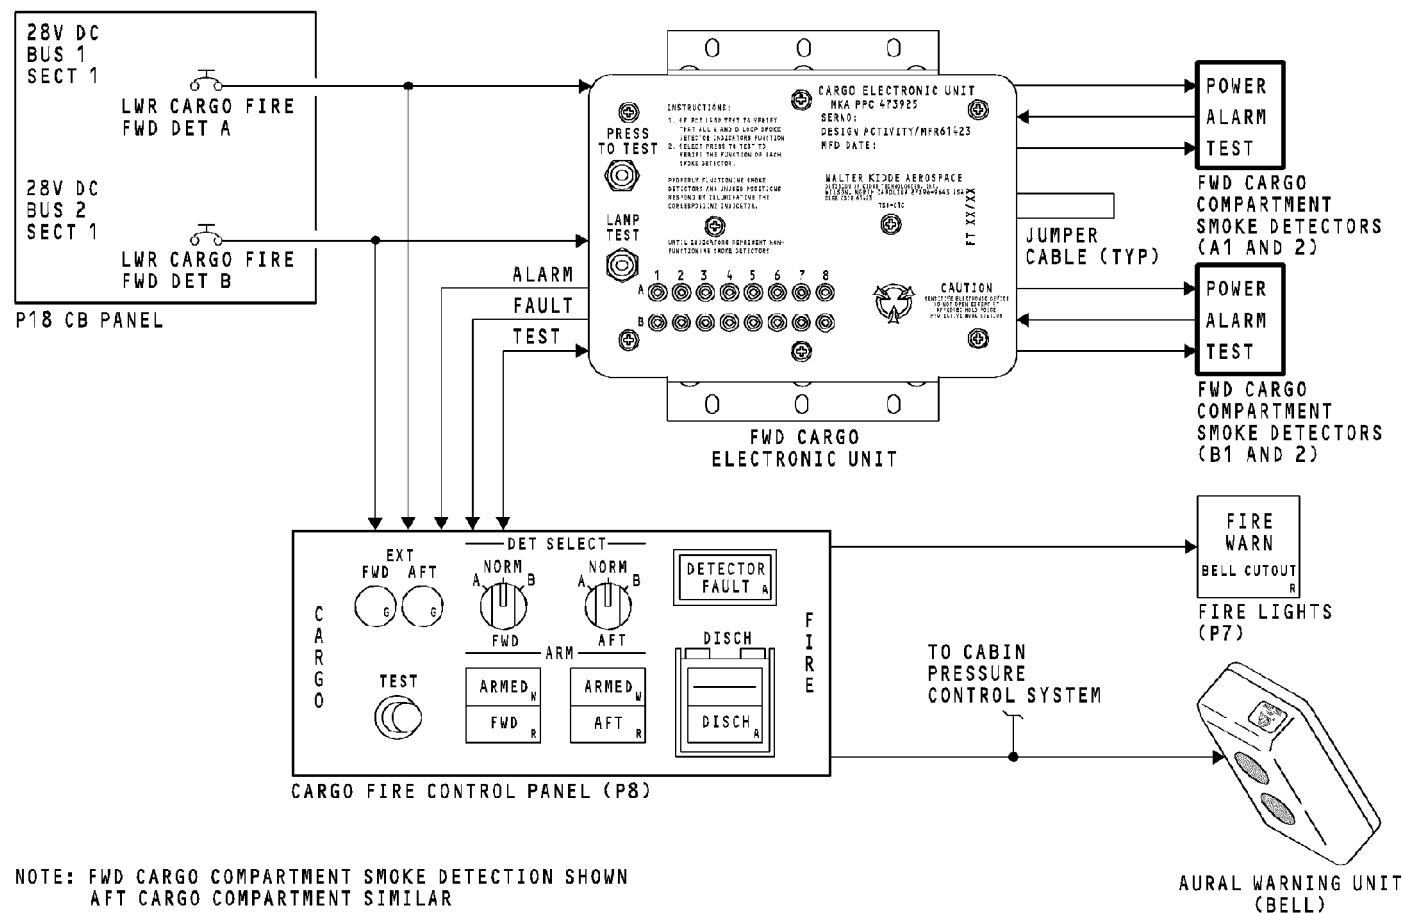 28V DC
BUS 1
SECT 1
LWR CARGO FIRE
FWD DET A
28V DC
BUS 2
SECT 1
LWR CARGO FIRE
FWD DET B
P18 CB PANEL
ALARM
FAULT
TEST
PRESS
TO TEST
LAMP
TEST
INSTRUCTIONS:
CARGO ELECTRONIC UNIT
MKA PPC 473925
SERNO:
DESIGN ACTIVITY/MFR61423
MFD DATE:
WALTER KIDDE AEROSPACE
FT XX/XX
1 2 3 4 5 6 7 8
A
B
CAUTION
FWD CARGO
ELECTRONIC UNIT
JUMPER
CABLE (TYP)
POWER
ALARM
TEST
FWD CARGO
COMPARTMENT
SMOKE DETECTORS
(A1 AND 2)
POWER
ALARM
TEST
FWD CARGO
COMPARTMENT
SMOKE DETECTORS
(B1 AND 2)
CARGO
EXT
FWD AFT
G G
TEST
DET SELECT
NORM
A B
FWD
NORM
A B
AFT
ARM
ARMED W
FWD R
ARMED W
AFT R
DETECTOR
FAULT A
DISCH
DISCH A
FIRE
CARGO FIRE CONTROL PANEL (P8)
FIRE
WARN
BELL CUTOUT
R
FIRE LIGHTS
(P7)
TO CABIN
PRESSURE
CONTROL SYSTEM
AURAL WARNING UNIT
(BELL)
NOTE: FWD CARGO COMPARTMENT SMOKE DETECTION SHOWN
AFT CARGO COMPARTMENT SIMILAR